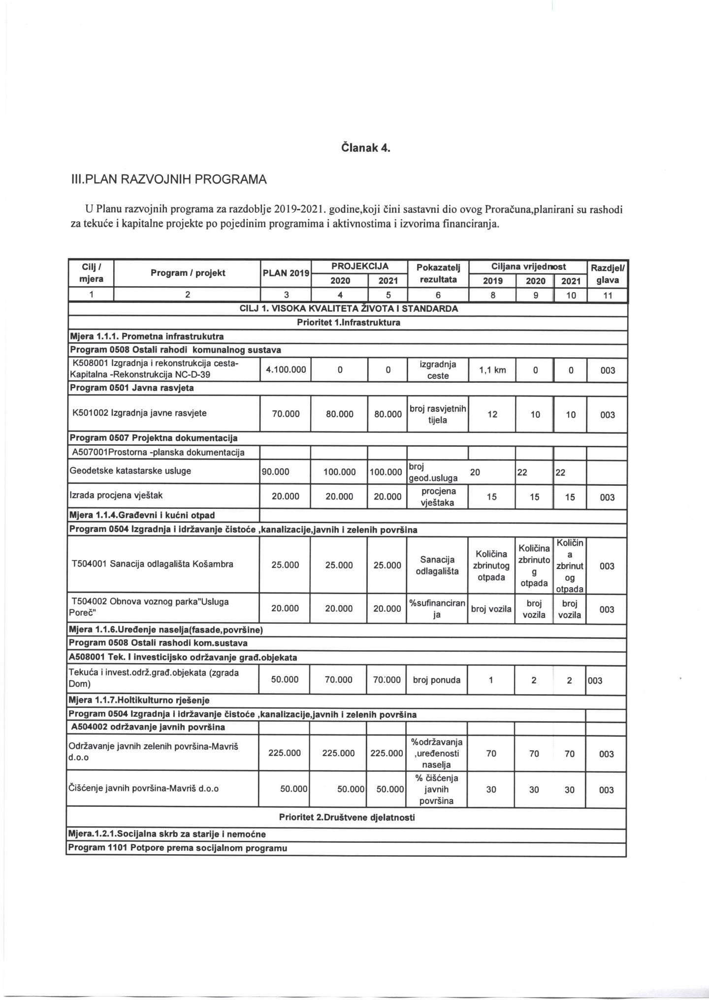 Članak 4.
III.PLAN RAZVOJNIH PROGRAMA
U Planu razvojnih programa za razdoblje 2019-2021. godine,koji čini sastavni dio ovog Proračuna,planirani su rashodi
za tekuće i kapitalne projekte po pojedinim programima i aktivnostima i izvorima financiranja.
Cilj / mjera Program / projekt PLAN 2019 PROJEKCIJA Pokazatelj rezultata Ciljana vrijednost Razdjel/ glava
2020 2021 2019 2020 2021
1 2 3 4 5 6 8 9 10 11
CILJ 1. VISOKA KVALITETA ŽIVOTA I STANDARDA
Prioritet 1.Infrastruktura
Mjera 1.1.1. Prometna infrastrukutra
Program 0508 Ostali rahodi komunalnog sustava
K508001 Izgradnja i rekonstrukcija cesta-
Kapitalna -Rekonstrukcija NC-D-39 4.100.000 0 0 izgradnja ceste 1,1 km 0 0 003
Program 0501 Javna rasvjeta
K501002 Izgradnja javne rasvjete 70.000 80.000 80.000 broj rasvjetnih tijela 12 10 10 003
Program 0507 Projektna dokumentacija
A507001Prostorna -planska dokumentacija
Geodetske katastarske usluge 90.000 100.000 100.000 broj geod.usluga 20 22 22
Izrada procjena vještak 20.000 20.000 20.000 procjena vještaka 15 15 15 003
Mjera 1.1.4.Građevni i kućni otpad
Program 0504 Izgradnja i idržavanje čistoće ,kanalizacije,javnih i zelenih površina
T504001 Sanacija odlagališta Košambra 25.000 25.000 25.000 Sanacija odlagališta Količina zbrinutog otpada Količina zbrinuto g otpada Količin a zbrinut og otpada 003
T504002 Obnova voznog parka"Usluga
Poreč" 20.000 20.000 20.000 %sufinanciran ja broj vozila broj vozila broj vozila 003
Mjera 1.1.6.Uređenje naselja(fasade,površine)
Program 0508 Ostali rashodi kom.sustava
A508001 Tek. I investicijsko održavanje građ.objekata
Tekuća i invest.održ.građ.objekata (zgrada
Dom) 50.000 70.000 70.000 broj ponuda 1 2 2 003
Mjera 1.1.7.Holtikulturno rješenje
Program 0504 Izgradnja i idržavanje čistoće ,kanalizacije,javnih i zelenih površina
A504002 održavanje javnih površina
Održavanje javnih zelenih površina-Mavriš
d.o.o 225.000 225.000 225.000 %održavanja ,uređenosti naselja 70 70 70 003
Čišćenje javnih površina-Mavriš d.o.o 50.000 50.000 50.000 % čišćenja javnih površina 30 30 30 003
Prioritet 2.Društvene djelatnosti
Mjera.1.2.1.Socijalna skrb za starije i nemoćne
Program 1101 Potpore prema socijalnom programu